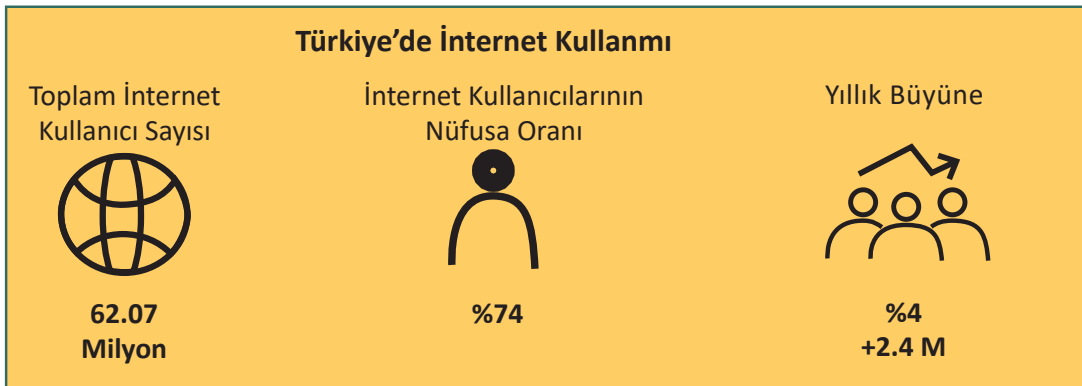 Türkiye’de İnternet Kullanmı
Toplam İnternet
Kullanıcı Sayısı
62.07
Milyon
İnternet Kullanıcılarının
Nüfusa Oranı
%74
Yıllık Büyüne
%4
+2.4 M